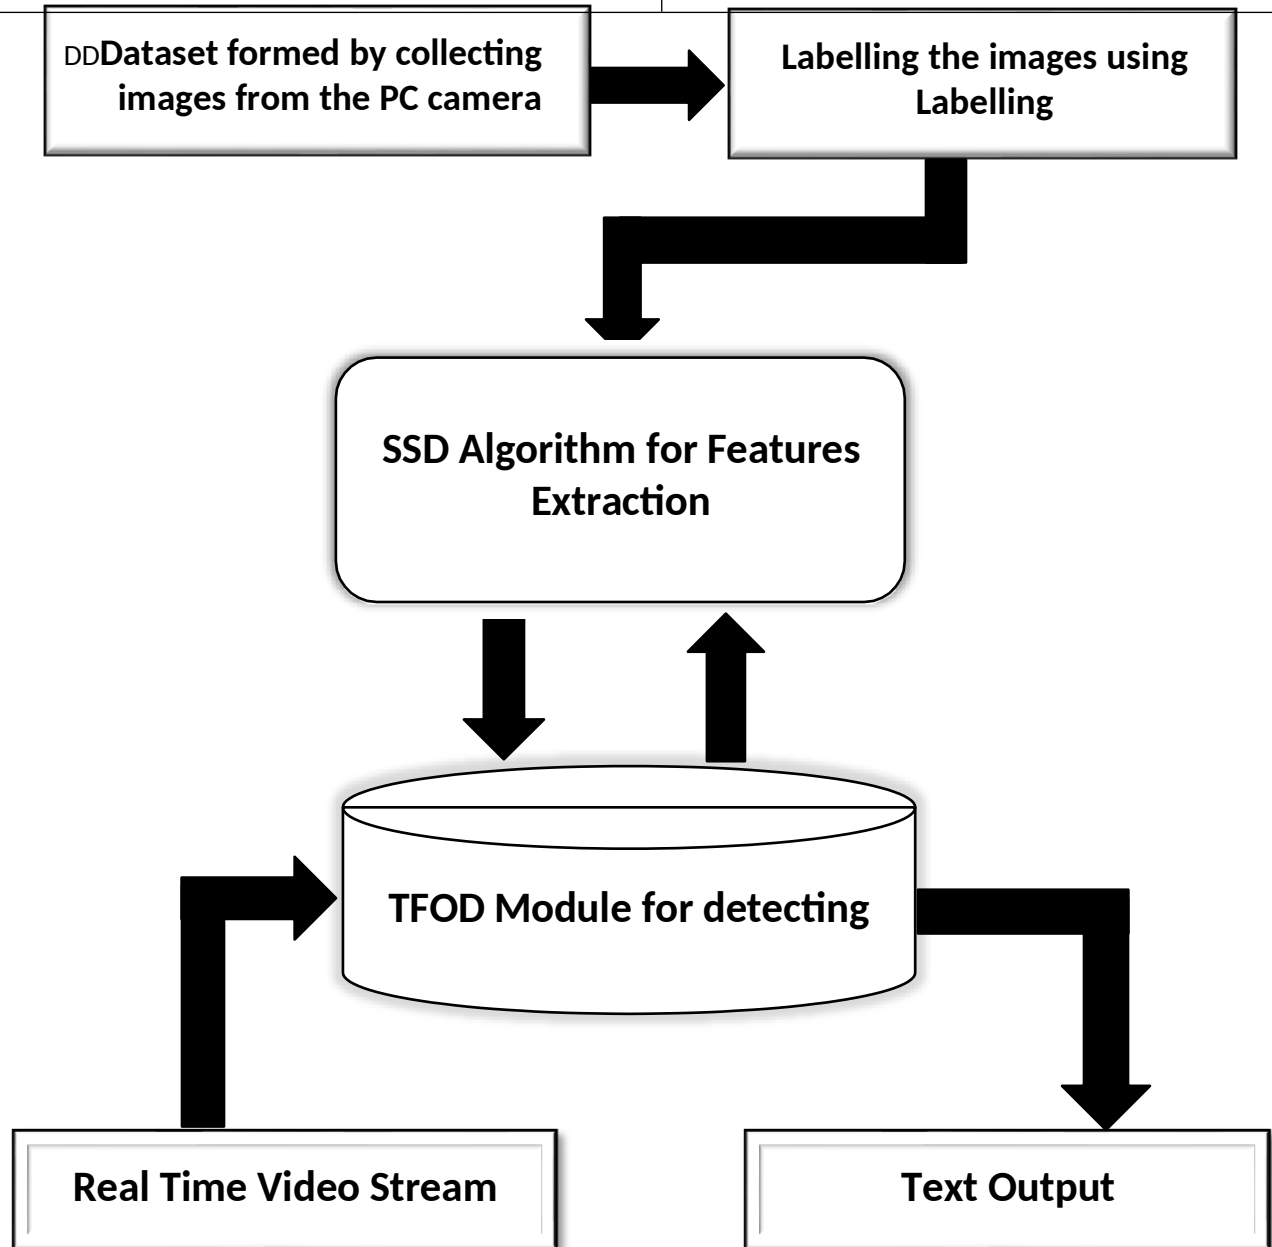 DDDataset formed by collecting
images from the PC camera
Labelling the images using
Labelling
SSD Algorithm for Features
Extraction
TFOD Module for detecting
Real Time Video Stream
Text Output